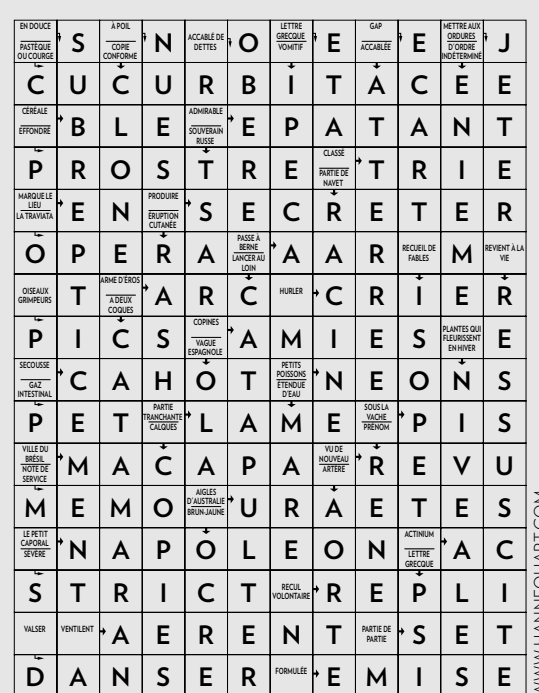 EN DOUCE
PASTÈQUE
OU COURGE
S
À POIL
COPIE
CONFORME
N
ACCABLÉ DE
DETTES
O
LETTRE
GRECQUE
VOMITIF
E
GAP
ACCABLÉE
E
METTRE AUX
ORDURES
D'ORDRE
INDÉTERMINÉ
J
C U C U R B I T A C É E
CÉRÉALE
EFFONDRÉ
B L E
ADMIRABLE
SOUVERAIN
RUSSE
E P A T A N T
P R O S T R E
CLASSÉ
PARTIE DE
NAVET
T R I E
MARQUE LE
LIEU
LA TRAVIATA
E N
PRODUIRE
ÉRUPTION
CUTANÉE
S E C R E T E R
O P E R A
PASSE À
BERNE
LANCER AU
LOIN
A A R
RECUEIL DE
FABLES
M
REVIENT À LA
VIE
OISEAUX
GRIMPEURS
T
ARME D'ÉROS
A DEUX
COQUES
A R C
HURLER
C R I E R
P I C S
COPINES
VAGUE
ESPAGNOLE
A M I E S
PLANTES QUI
FLEURISSENT
EN HIVER
E
SECOUSSE
GAZ
INTESTINAL
C A H O T
PETITS
POISSONS
ÉTENDUE
D'EAU
N E O N S
P E T
PARTIE
TRANCHANTE
CALQUES
L A M E
SOUS LA
VACHE
PRÉNOM
P I S
VILLE DU
BRÉSIL
NOTE DE
SERVICE
M A C A P A
VU DE
NOUVEAU
ARTÈRE
R E V U
M E M O
AIGLES
D'AUSTRALIE
BRUN-JAUNE
U R A E T E S
LE PETIT
CAPORAL
SÉVÈRE
N A P O L E O N
ACTINIUM
LETTRE
GRECQUE
A C
S T R I C T
RECUL
VOLONTAIRE
R E P L I
VALSER
VENTILENT
A E R E N T
PARTIE DE
PARTIE
S E T
D A N S E R
FORMULÉE
E M I S E
WWW.HANNEQUART.COM